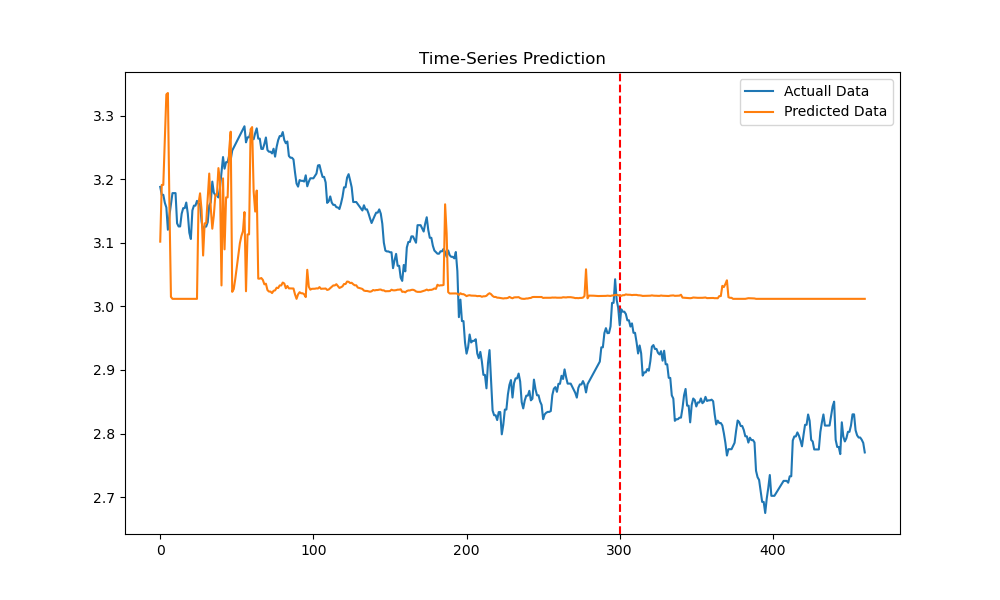 Time-Series Prediction
Actuall Data
Predicted Data
3.3
3.2
3.1
3.0
2.9
2.8
2.7
0 100 200 300 400